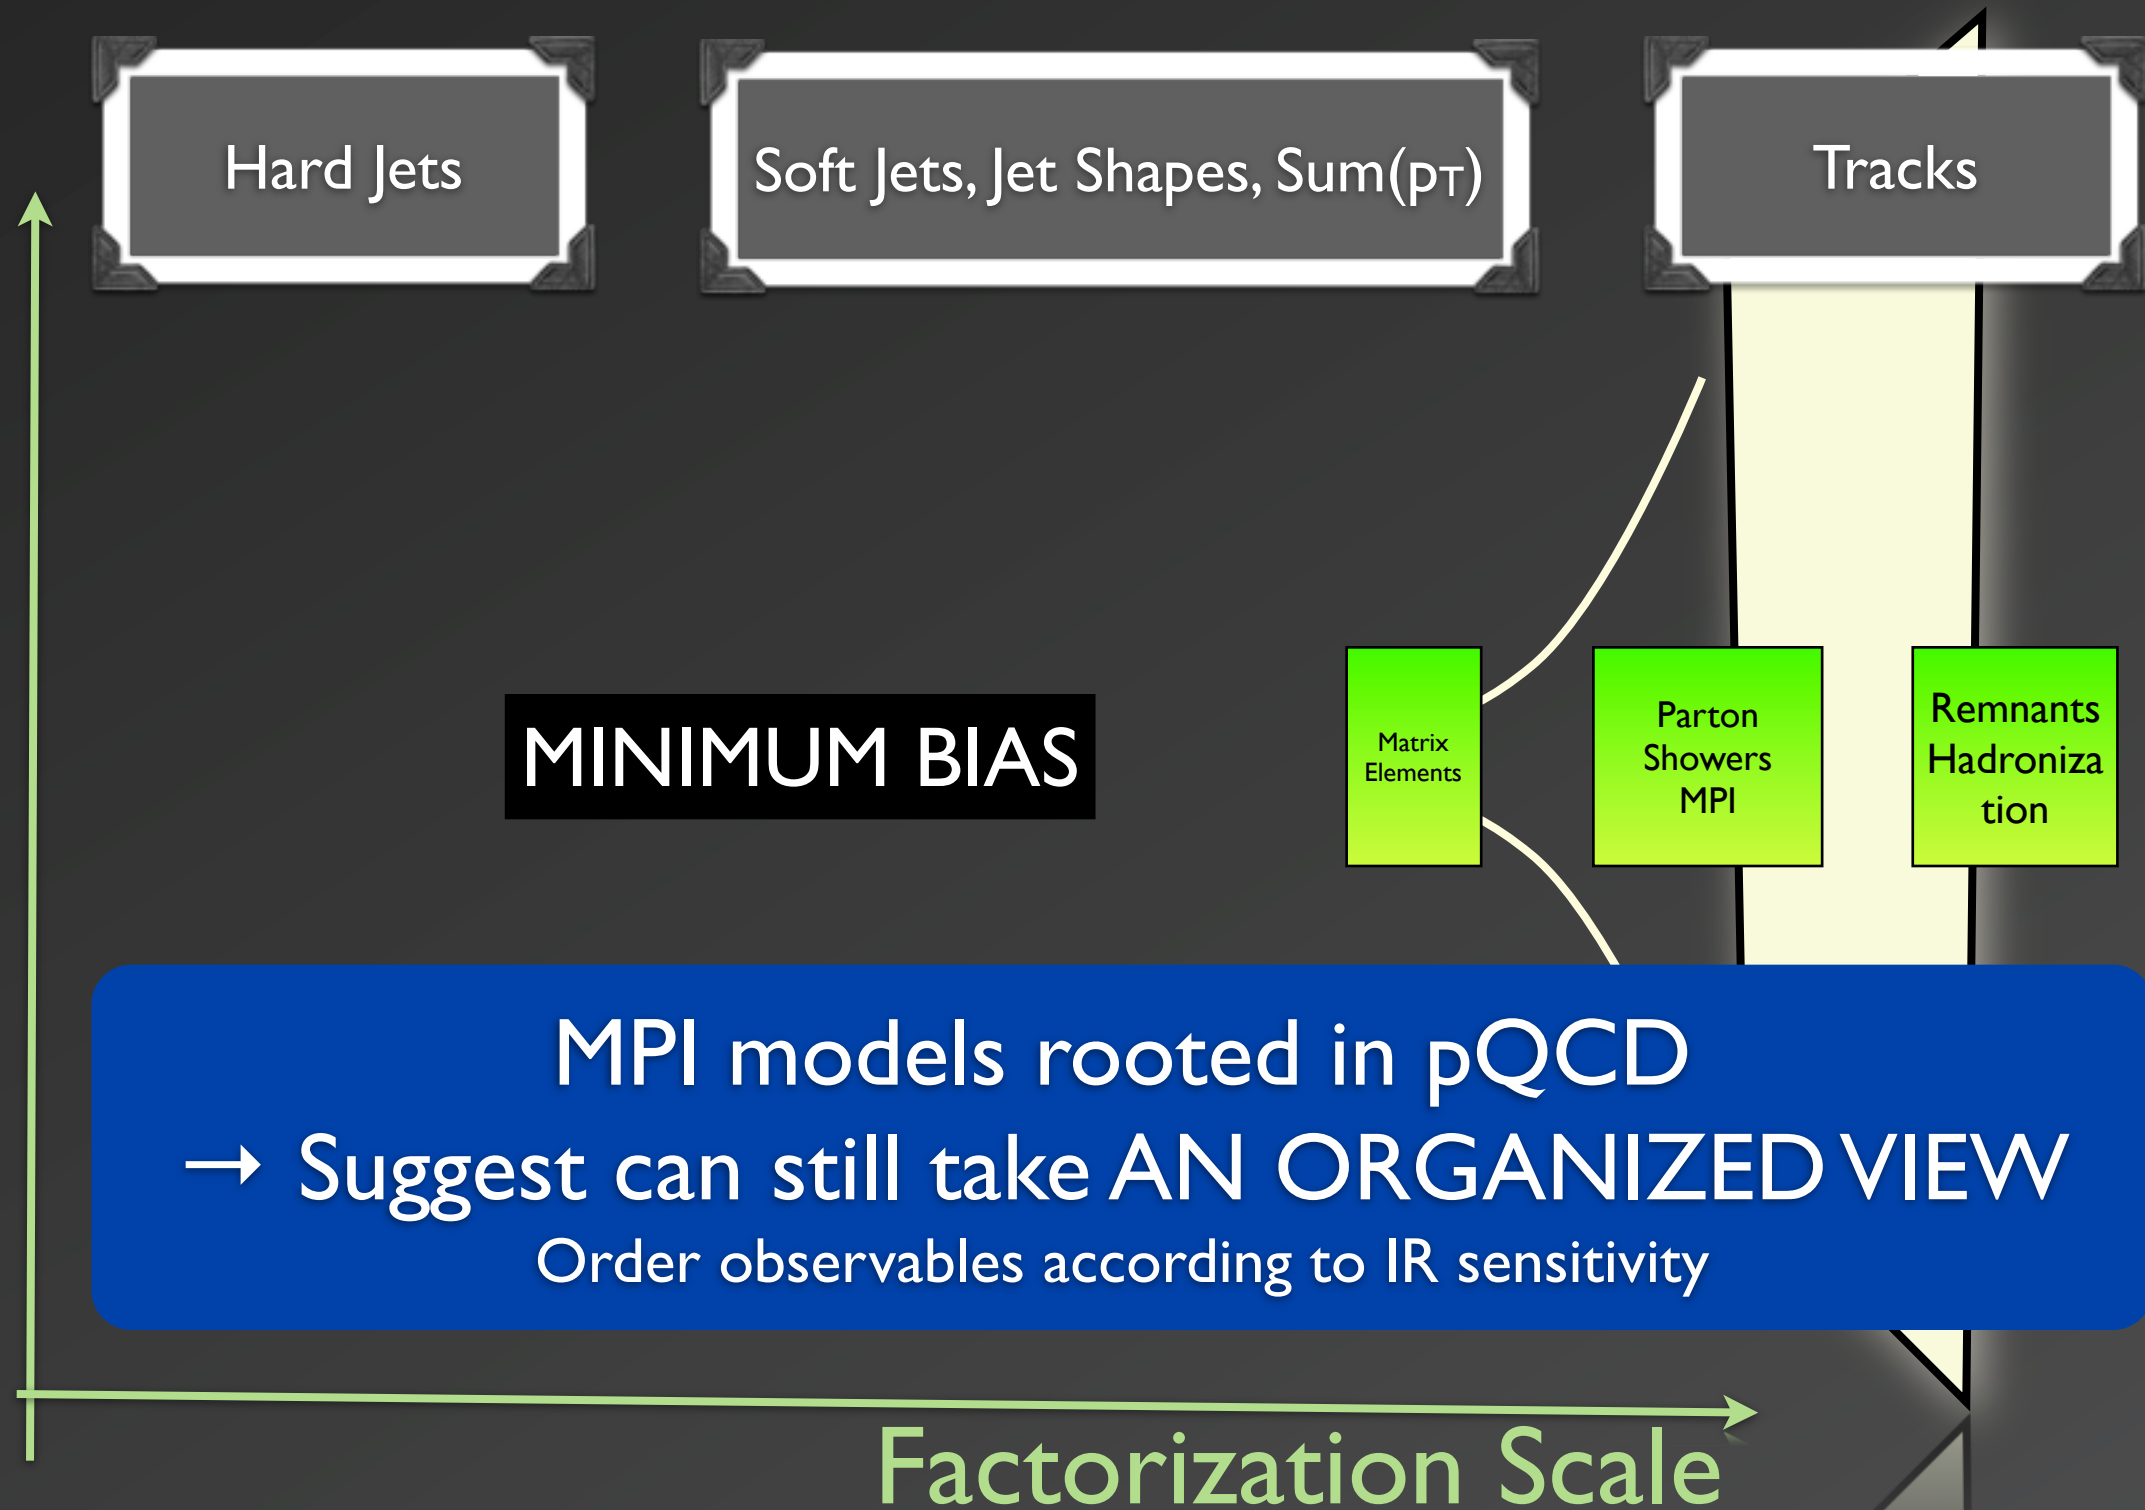 Hard Jets
Soft Jets, Jet Shapes, Sum(pT)
Tracks
MINIMUM BIAS
Matrix
Elements
Parton
Showers
MPI
Remnants
Hadroniza
tion
MPI models rooted in pQCD
→ Suggest can still take AN ORGANIZED VIEW
Order observables according to IR sensitivity
Factorization Scale